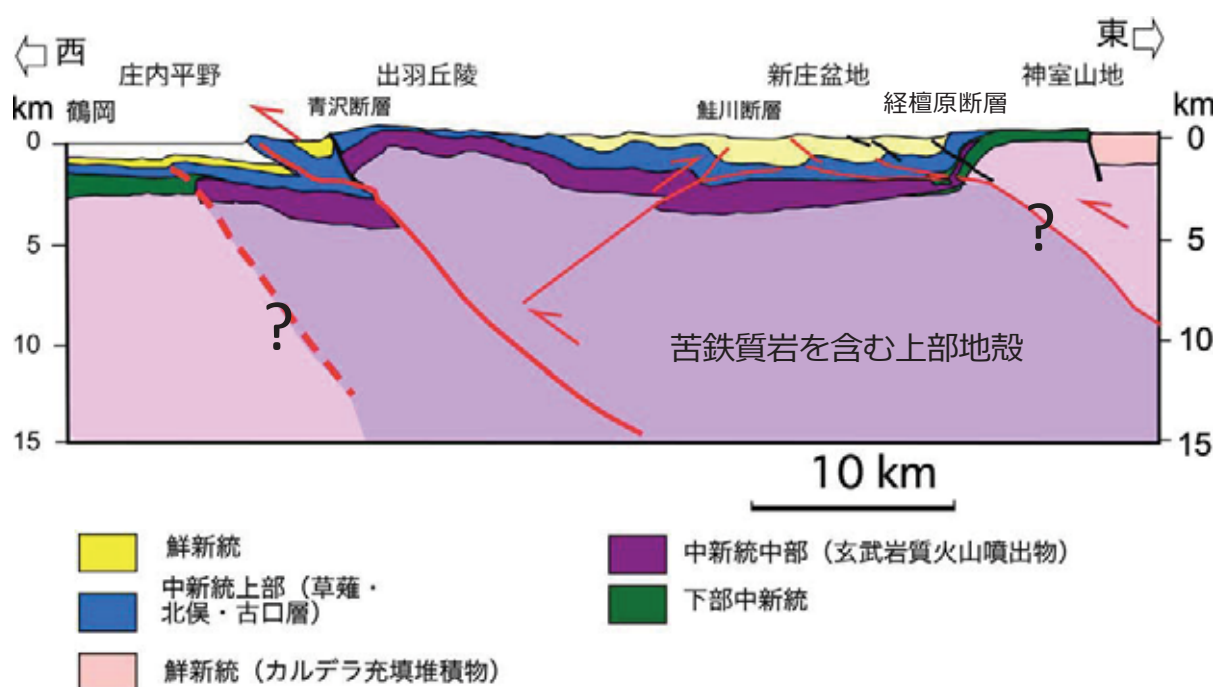 西
東
庄内平野
出羽丘陵
新庄盆地
神室山地
km
鶴岡
青沢断層
鮭川断層
経檀原断層
km
0
0
5
5
?
?
10
10
苦鉄質岩を含む上部地殻
15
15
10 km
鮮新統
中新統中部（玄武岩質火山噴出物）
中新統上部（草薙・
北俣・古口層）
下部中新統
鮮新統（カルデラ充填堆積物）